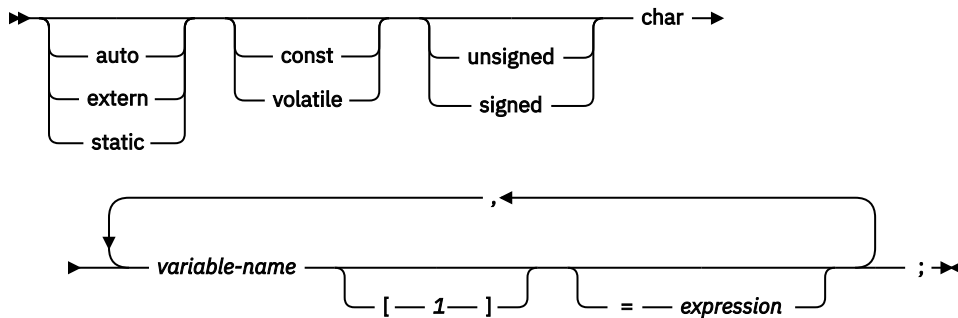 char
auto const unsigned
extern volatile signed
static
,
variable-name ;
[ 1 ] = expression